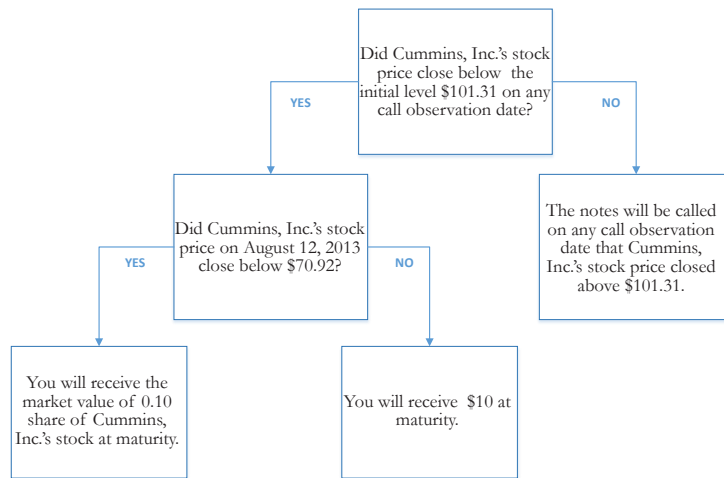 Did Cummins, Inc.'s stock
price close below the
initial level $101.31 on any
call observation date?
YES
NO
Did Cummins, Inc.'s stock
price on August 12, 2013
close below $70.92?
The notes will be called
on any call observation
date that Cummins,
Inc.'s stock price closed
above $101.31.
YES
NO
You will receive the
market value of 0.10
share of Cummins,
Inc.'s stock at maturity.
You will receive $10 at
maturity.